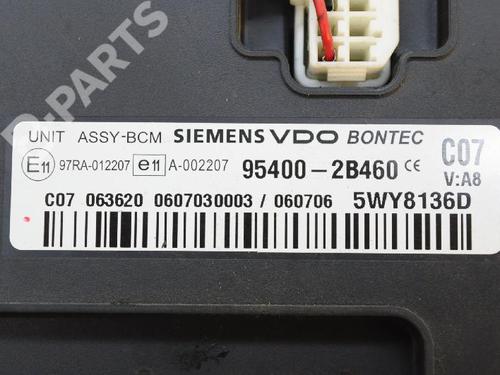 B-PARTS
UNIT ASSY-BCM SIEMENS VDO BONTEC
E11 97RA-012207 e11 A-002207 95400-2B460 CE C07
V:A8
C07 063620 0607030003 / 060706 5WY8136D